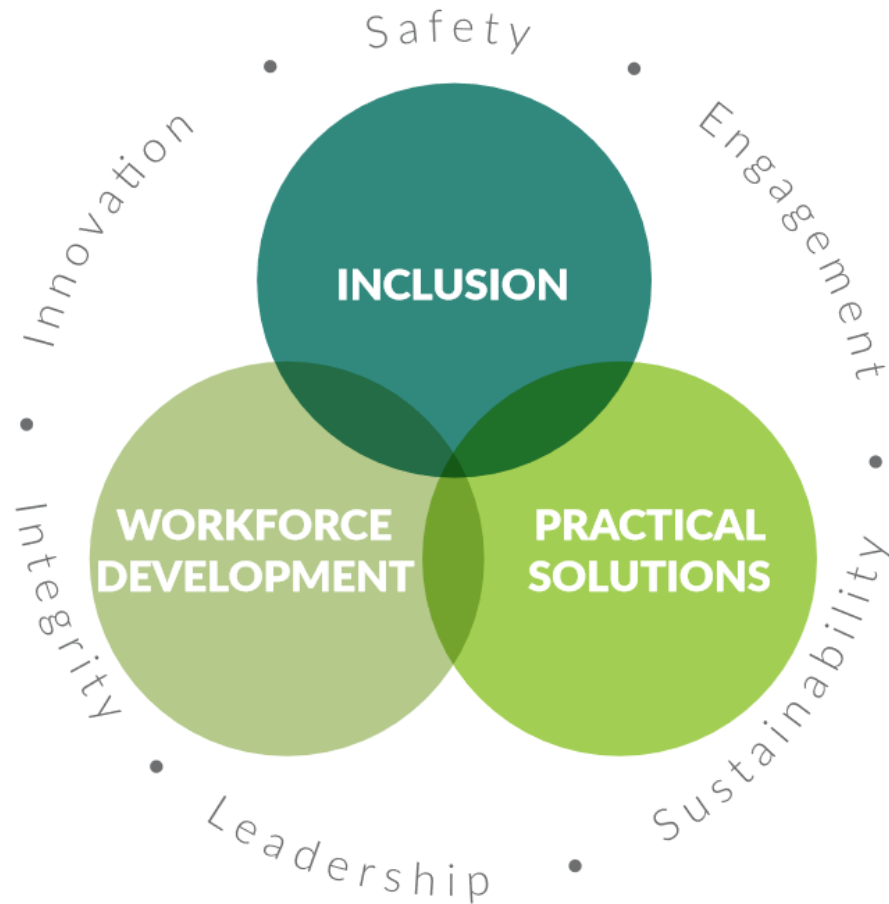 Safety
Engagement
Sustainability
Leadership
Integrity
Innovation
INCLUSION
WORKFORCE
DEVELOPMENT
PRACTICAL
SOLUTIONS